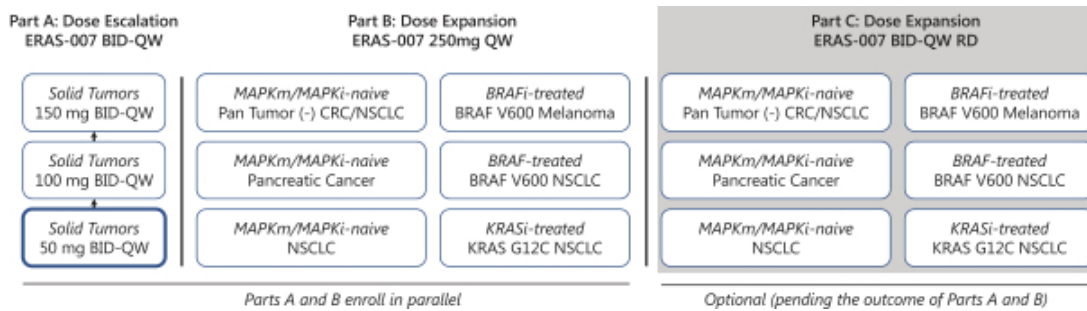 Part A: Dose Escalation
ERAS-007 BID-QW
Solid Tumors
150 mg BID-QW
Solid Tumors
100 mg BID-QW
Solid Tumors
50 mg BID-QW
Part B: Dose Expansion
ERAS-007 250mg QW
MAPKm/MAPKi-naive
Pan Tumor (-) CRC/NSCLC
BRAFi-treated
BRAF V600 Melanoma
MAPKm/MAPKi-naive
Pancreatic Cancer
BRAF-treated
BRAF V600 NSCLC
MAPKm/MAPKi-naive
NSCLC
KRASi-treated
KRAS G12C NSCLC
Parts A and B enroll in parallel
Part C: Dose Expansion
ERAS-007 BID-QW RD
MAPKm/MAPKi-naive
Pan Tumor (-) CRC/NSCLC
BRAFi-treated
BRAF V600 Melanoma
MAPKm/MAPKi-naive
Pancreatic Cancer
BRAF-treated
BRAF V600 NSCLC
MAPKm/MAPKi-naive
NSCLC
KRASi-treated
KRAS G12C NSCLC
Optional (pending the outcome of Parts A and B)